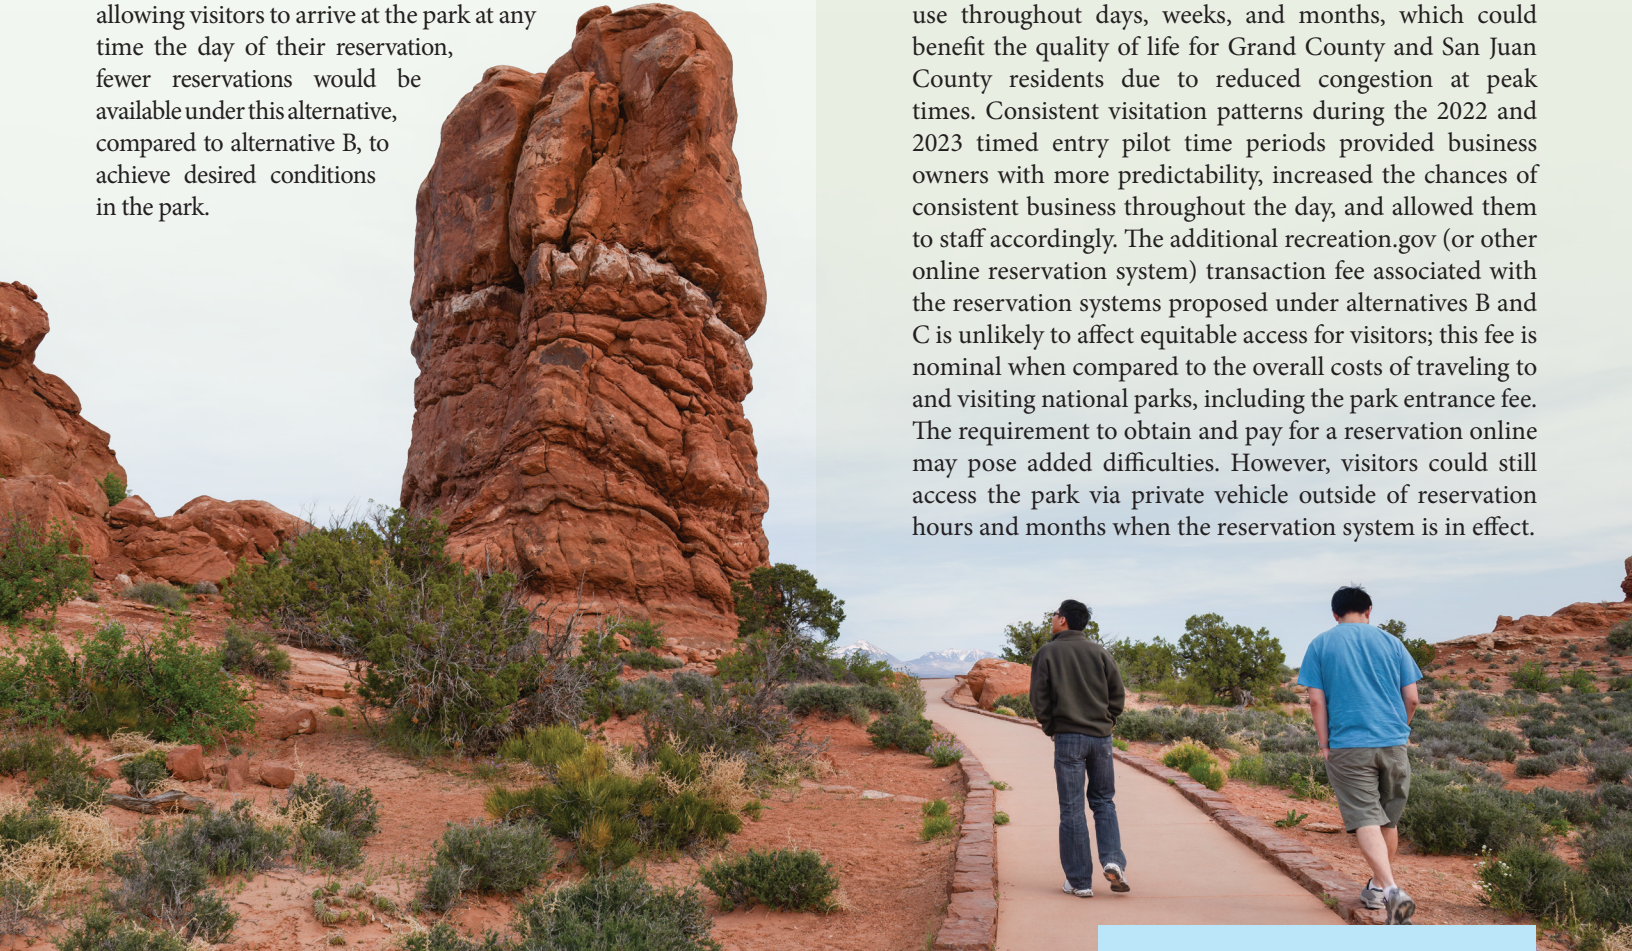 allowing visitors to arrive at the park at any
time the day of their reservation,
fewer reservations would be
available under this alternative,
compared to alternative B, to
achieve desired conditions
in the park.
use throughout days, weeks, and months, which could
benefit the quality of life for Grand County and San Juan
County residents due to reduced congestion at peak
times. Consistent visitation patterns during the 2022 and
2023 timed entry pilot time periods provided business
owners with more predictability, increased the chances of
consistent business throughout the day, and allowed them
to staff accordingly. The additional recreation.gov (or other
online reservation system) transaction fee associated with
the reservation systems proposed under alternatives B and
C is unlikely to affect equitable access for visitors; this fee is
nominal when compared to the overall costs of traveling to
and visiting national parks, including the park entrance fee.
The requirement to obtain and pay for a reservation online
may pose added difficulties. However, visitors could still
access the park via private vehicle outside of reservation
hours and months when the reservation system is in effect.